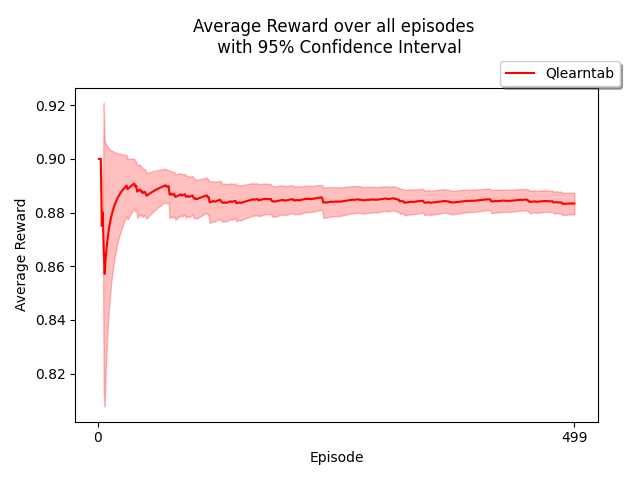 Average Reward over all episodes
with 95% Confidence Interval
Qlearntab
0.92
0.90
0.88
0.86
0.84
0.82
Average Reward
0
499
Episode